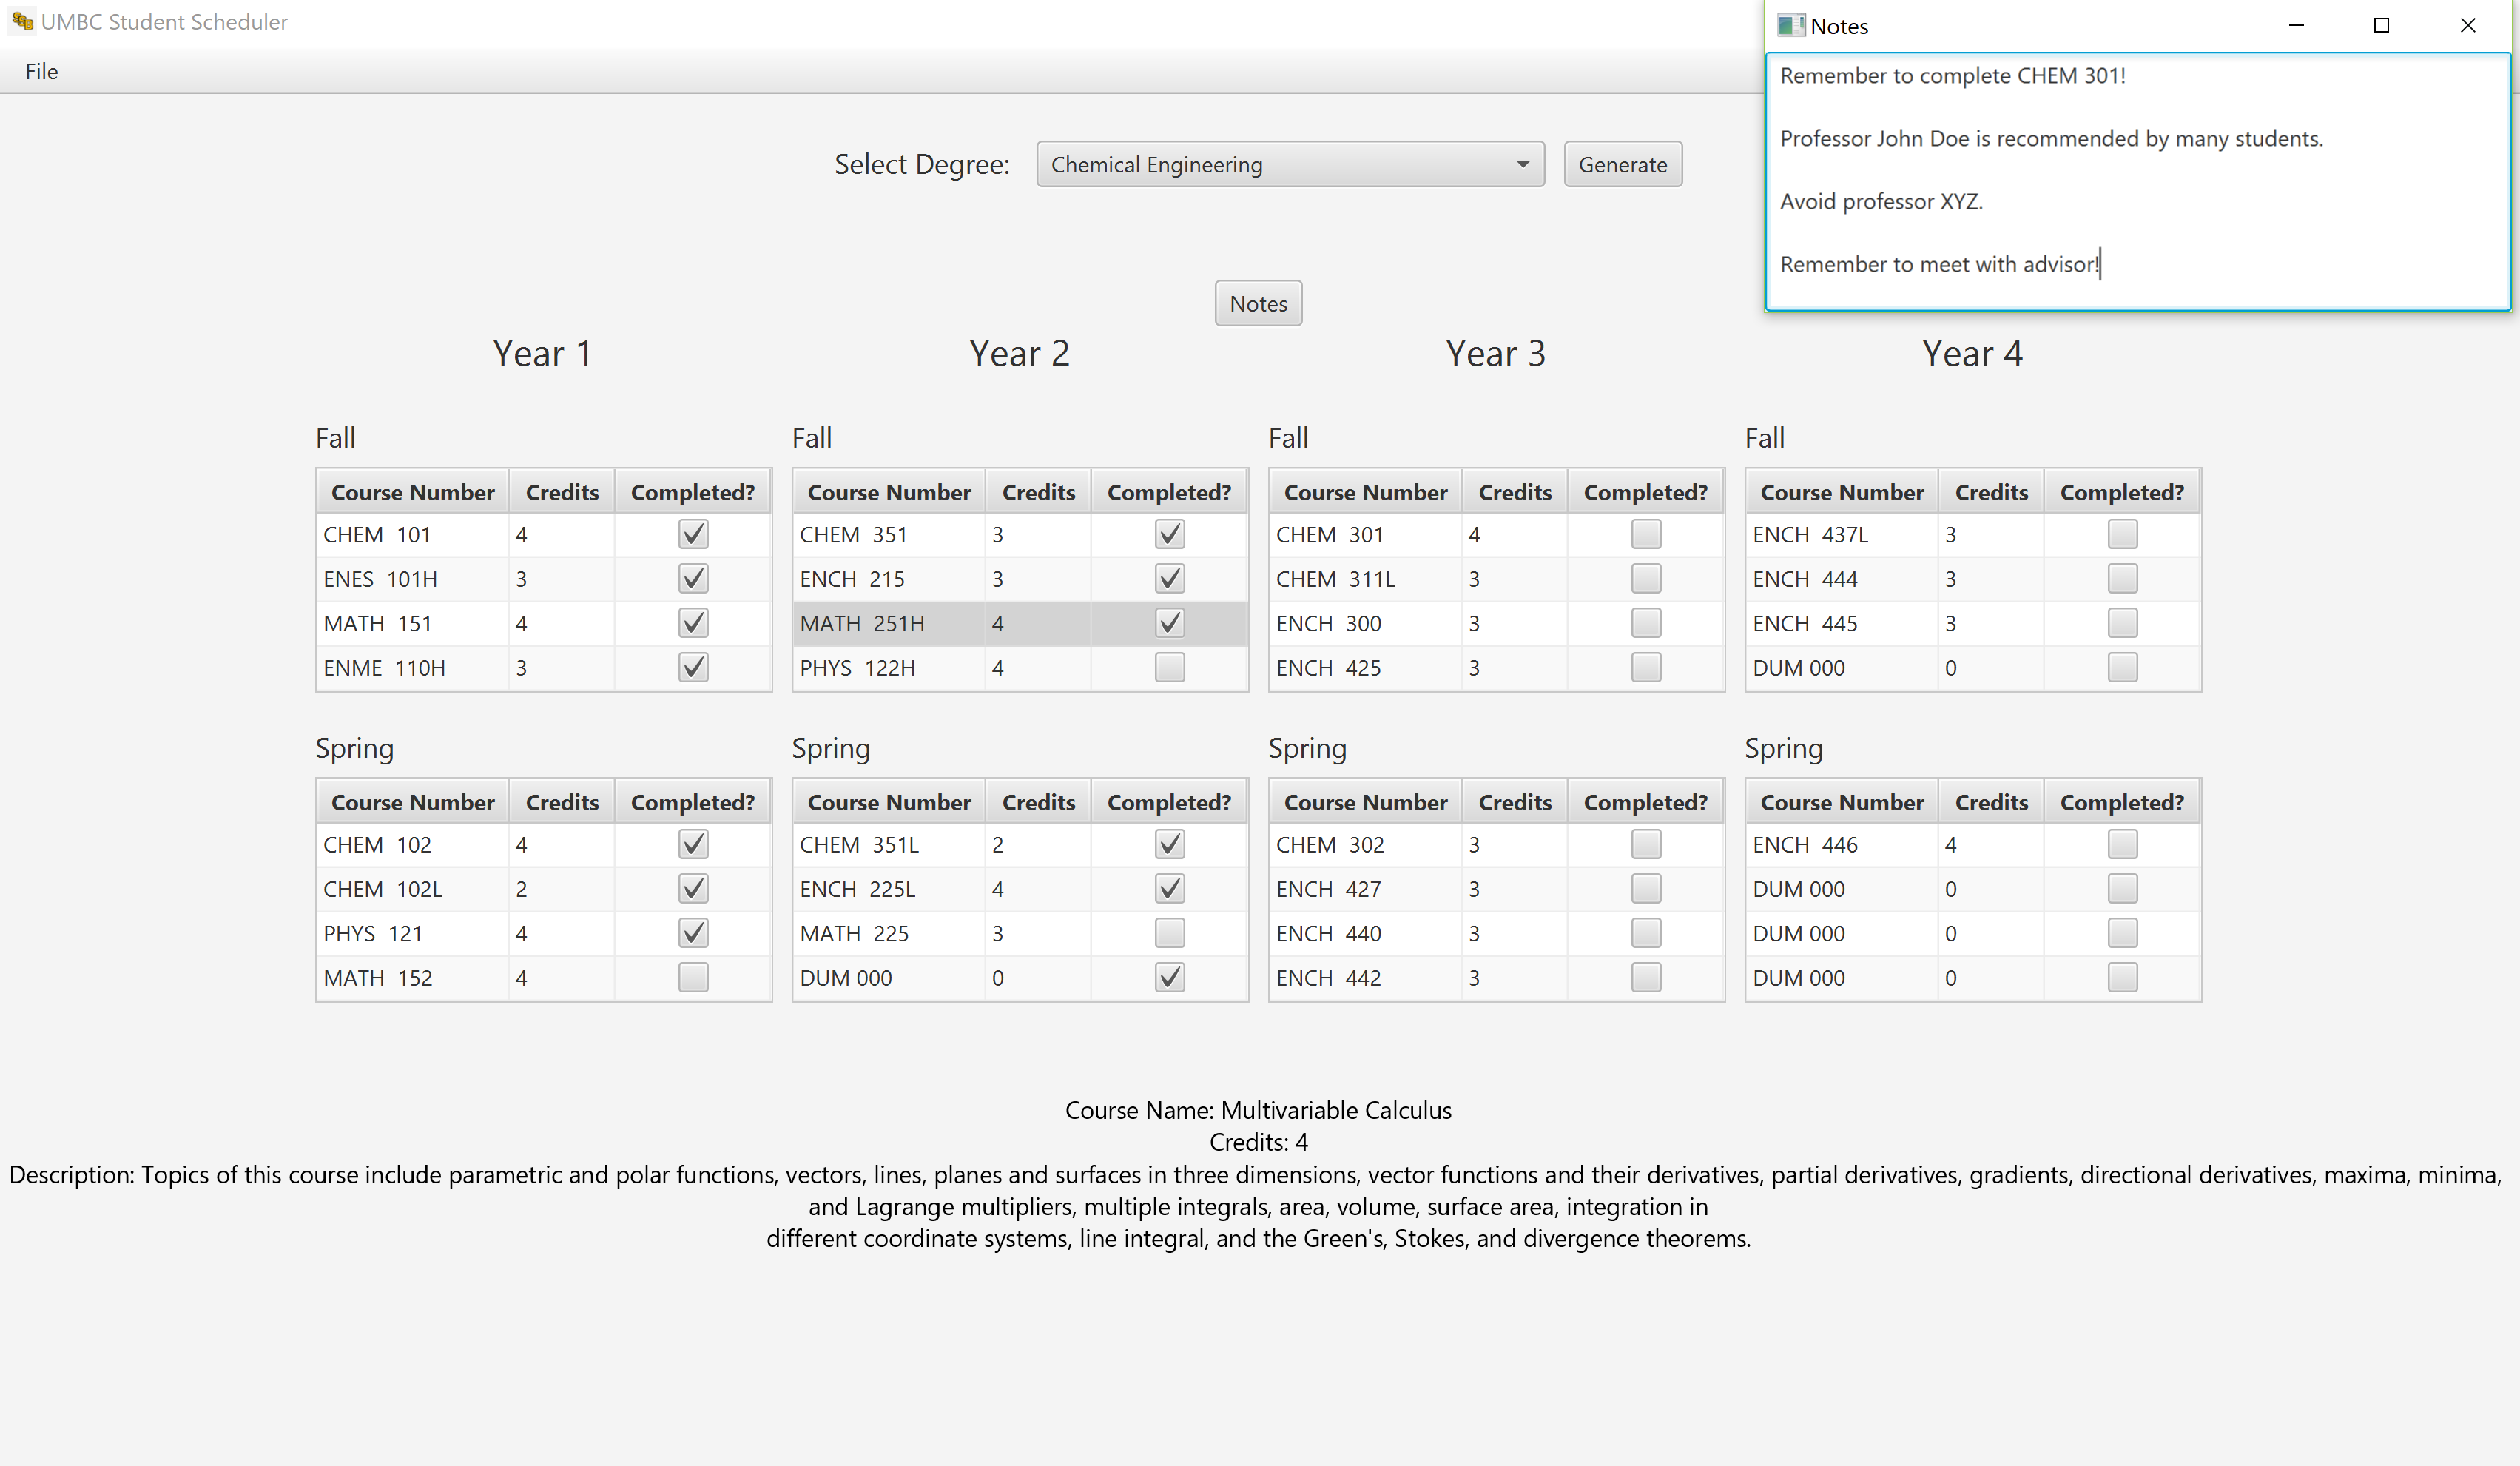 UMBC Student Scheduler
File
Notes
Remember to complete CHEM 301!
Professor John Doe is recommended by many students.
Avoid professor XYZ.
Remember to meet with advisor!
Select Degree: Chemical Engineering Generate
Notes
Year 1 Year 2 Year 3 Year 4
Fall Fall Fall Fall
Course Number Credits Completed? Course Number Credits Completed? Course Number Credits Completed? Course Number Credits Completed?
CHEM 101 4 CHEM 351 3 CHEM 301 4 ENCH 437L 3
ENES 101H 3 ENCH 215 3 CHEM 311L 3 ENCH 444 3
MATH 151 4 MATH 251H 4 ENCH 300 3 ENCH 445 3
ENME 110H 3 PHYS 122H 4 ENCH 425 3 DUM 000 0
Spring Spring Spring Spring
Course Number Credits Completed? Course Number Credits Completed? Course Number Credits Completed? Course Number Credits Completed?
CHEM 102 4 CHEM 351L 2 CHEM 302 3 ENCH 446 4
CHEM 102L 2 ENCH 225L 4 ENCH 427 3 DUM 000 0
PHYS 121 4 MATH 225 3 ENCH 440 3 DUM 000 0
MATH 152 4 DUM 000 0 ENCH 442 3 DUM 000 0
Course Name: Multivariable Calculus
Credits: 4
Description: Topics of this course include parametric and polar functions, vectors, lines, planes and surfaces in three dimensions, vector functions and their derivatives, partial derivatives, gradients, directional derivatives, maxima, minima,
and Lagrange multipliers, multiple integrals, area, volume, surface area, integration in
different coordinate systems, line integral, and the Green's, Stokes, and divergence theorems.